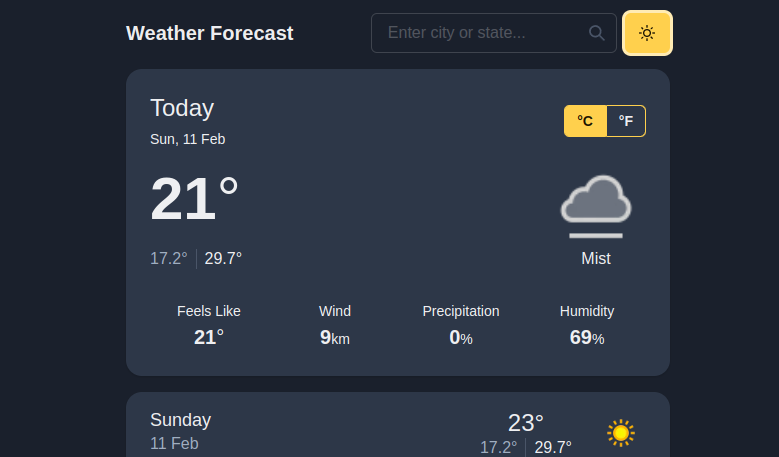 Weather Forecast
Enter city or state...
Today
Sun, 11 Feb
°C °F
21°
17.2° 29.7°
Mist
Feels Like Wind Precipitation Humidity
21° 9km 0% 69%
Sunday
11 Feb
23°
17.2° 29.7°